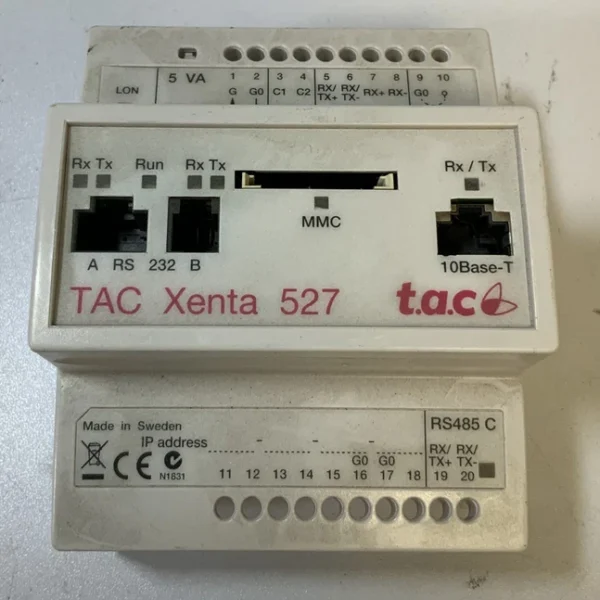 LON
5 VA
1 2 3 4 5 6 7 8 9 10
G G0 C1 C2 RX/ TX+ RX/ TX- RX+ RX- G0
Rx Tx Run Rx Tx Rx / Tx
MMC
A RS 232 B 10Base-T
TAC Xenta 527 t.a.c
Made in Sweden RS485 C
IP address - - -
G0 G0 RX/ TX+ RX/ TX-
CE N1831 11 12 13 14 15 16 17 18 19 20